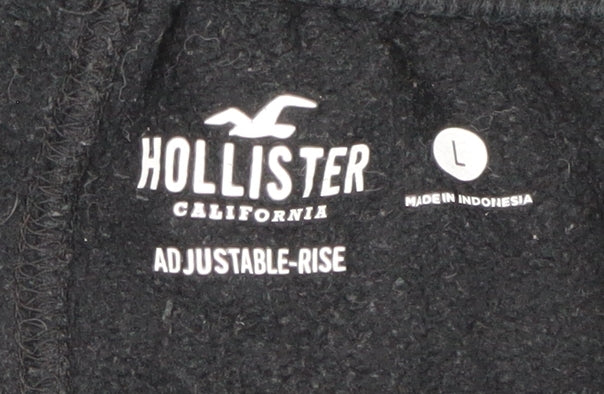 HOLLISTER
CALIFORNIA
ADJUSTABLE-RISE
L
MADE IN INDONESIA